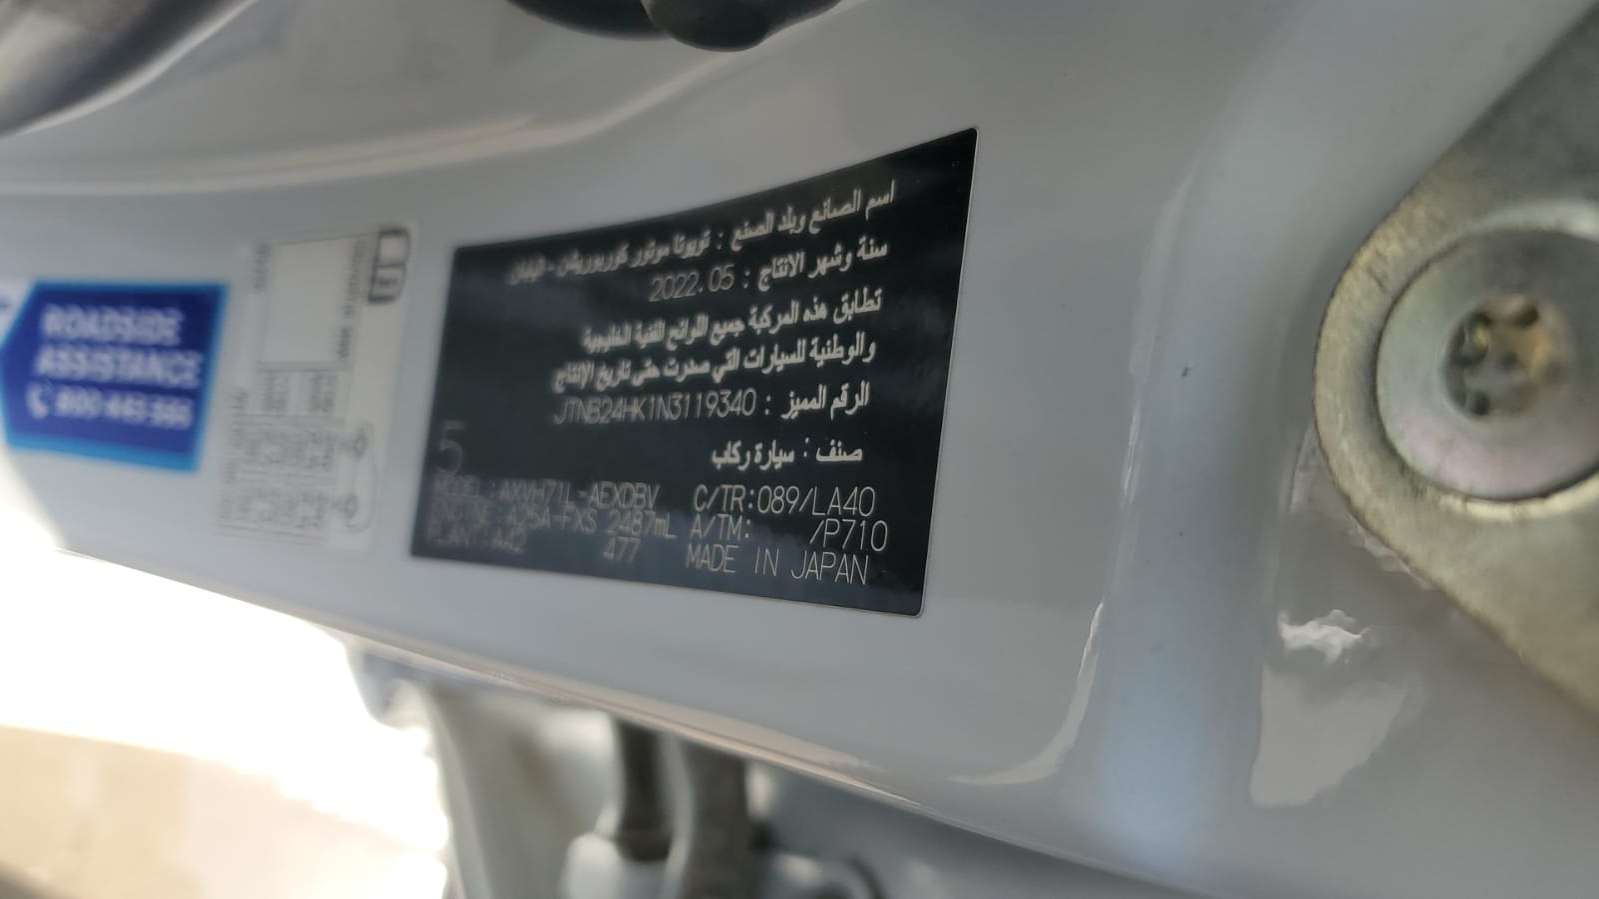 اسم الصانع وبلد الصنع : تويوتا موتور كوربوريشن - اليابان
سنة وشهر الانتاج : 2022.05
تطابق هذه المركبة جميع اللوائح الفنية الخليجية
والوطنية للسيارات التي صدرت حتى تاريخ الإنتاج
الرقم المميز : JTNB24HK1N3119340
صنف : سيارة ركاب
5
MODEL:AXVH71L-AEXDBV C/TR:089/LA40
ENGINE:A25A-FXS 2487mL A/TM: /P710
PLANT:A42 477 MADE IN JAPAN
ROADSIDE
ASSISTANCE
800